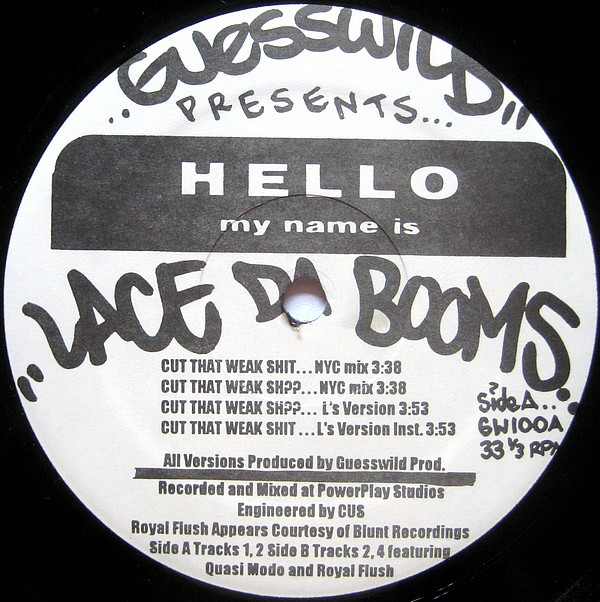 ..GUESSWILD..
PRESENTS...
HELLO
my name is
..LACE DA BOOMS..
CUT THAT WEAK SHIT...NYC mix 3:38
CUT THAT WEAK SH??...NYC mix 3:38
CUT THAT WEAK SH??... L's Version 3:53
CUT THAT WEAK SHIT ...L's Version Inst. 3:53
Side A..
GW100A
33 1/3 RPM
All Versions Produced by Guesswild Prod.
Recorded and Mixed at PowerPlay Studios
Engineered by CUS
Royal Flush Appears Courtesy of Blunt Recordings
Side A Tracks 1, 2 Side B Tracks 2, 4 featuring
Quasi Modo and Royal Flush